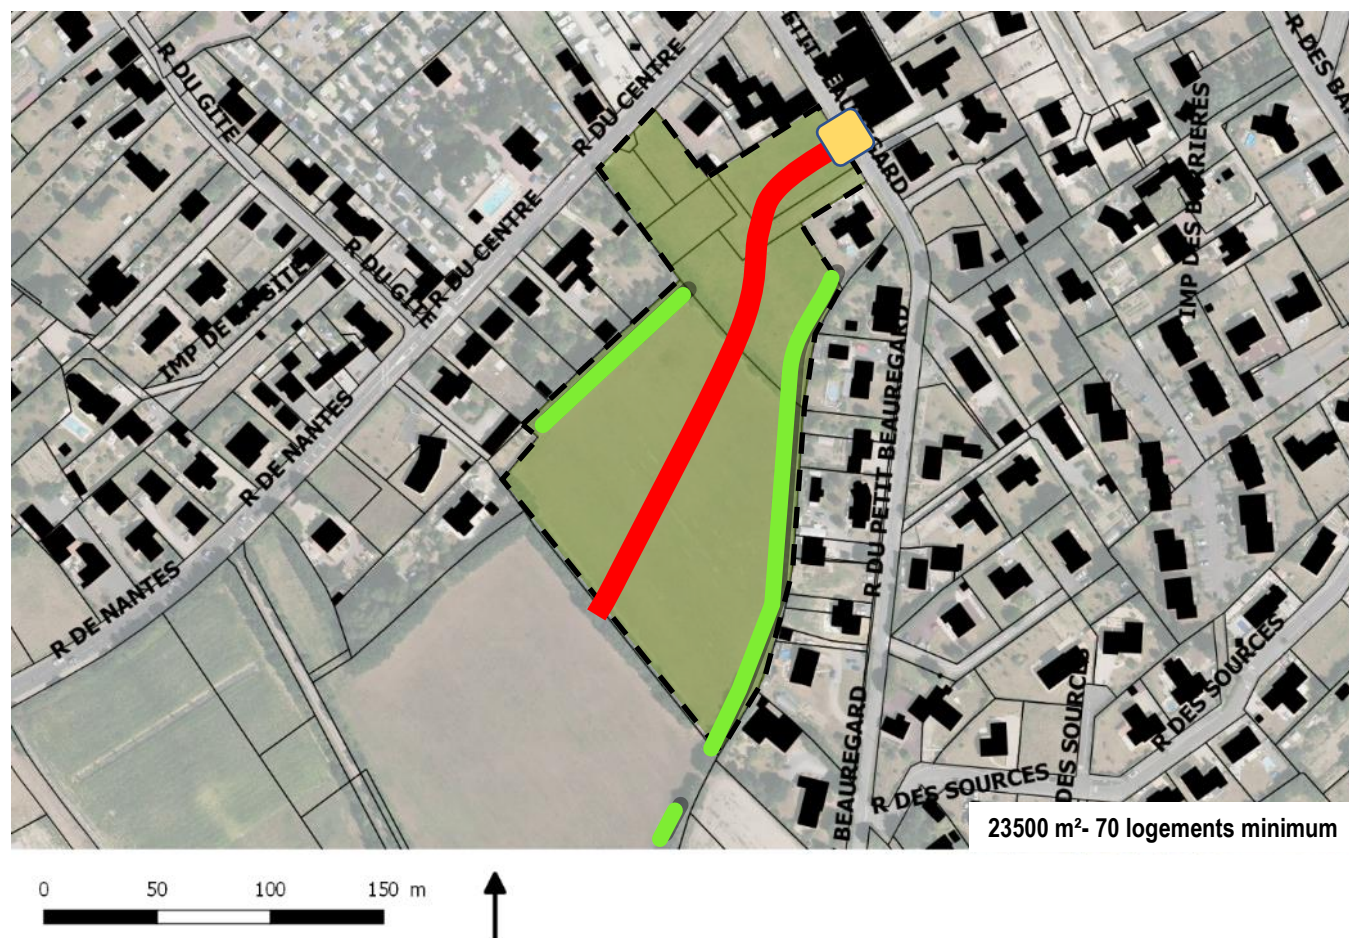 R DU GITE
R DU CENTRE
R DES BA
IMP DES BARRIERES
R DU CENTRE
R DU GIT
IMP DE LA GITE
R DE NANTES
R DU PETIT BEAUREGARD
R DE NANTES
BEAUREGARD
R DES SOURCES
DES SOURCES
R DES SOURCES
23500 m²- 70 logements minimum
0 50 100 150 m